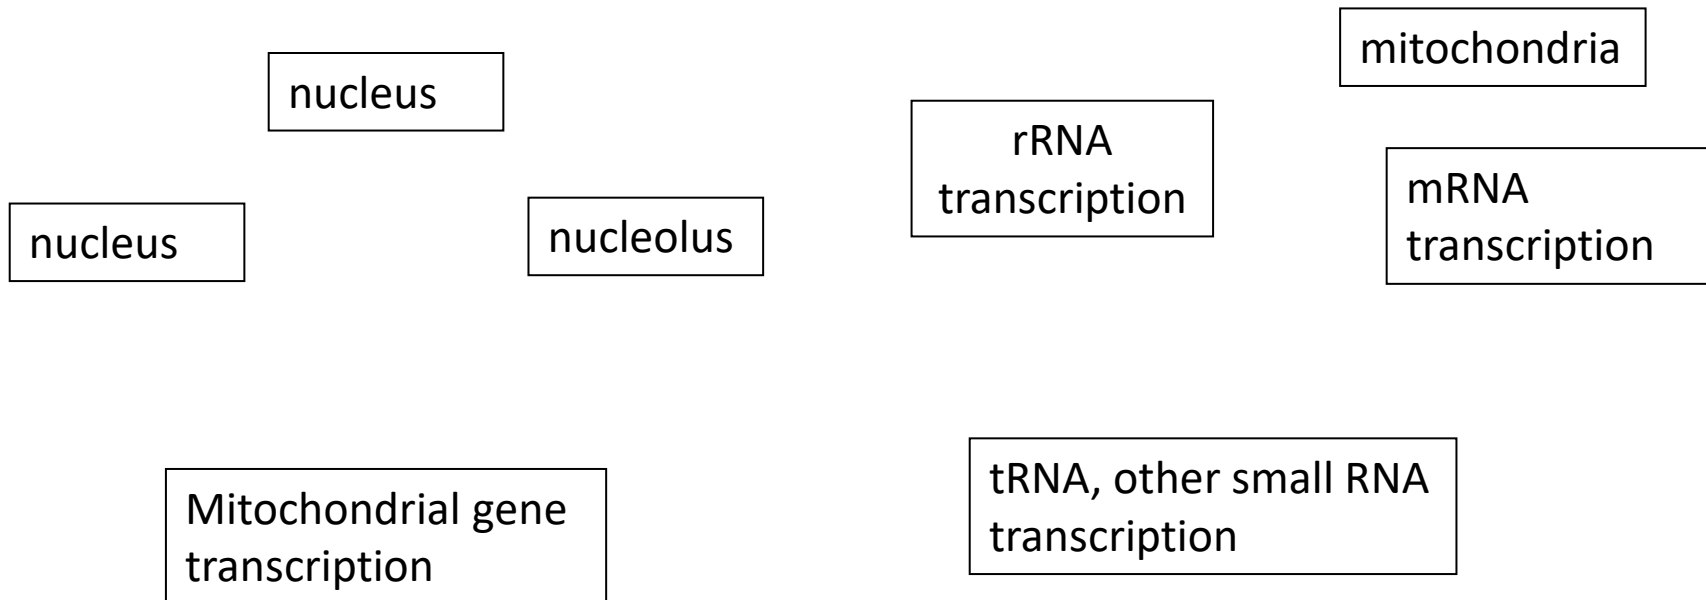 mitochondria
nucleus
rRNA
transcription
mRNA
transcription
nucleus
nucleolus
Mitochondrial gene
transcription
tRNA, other small RNA
transcription